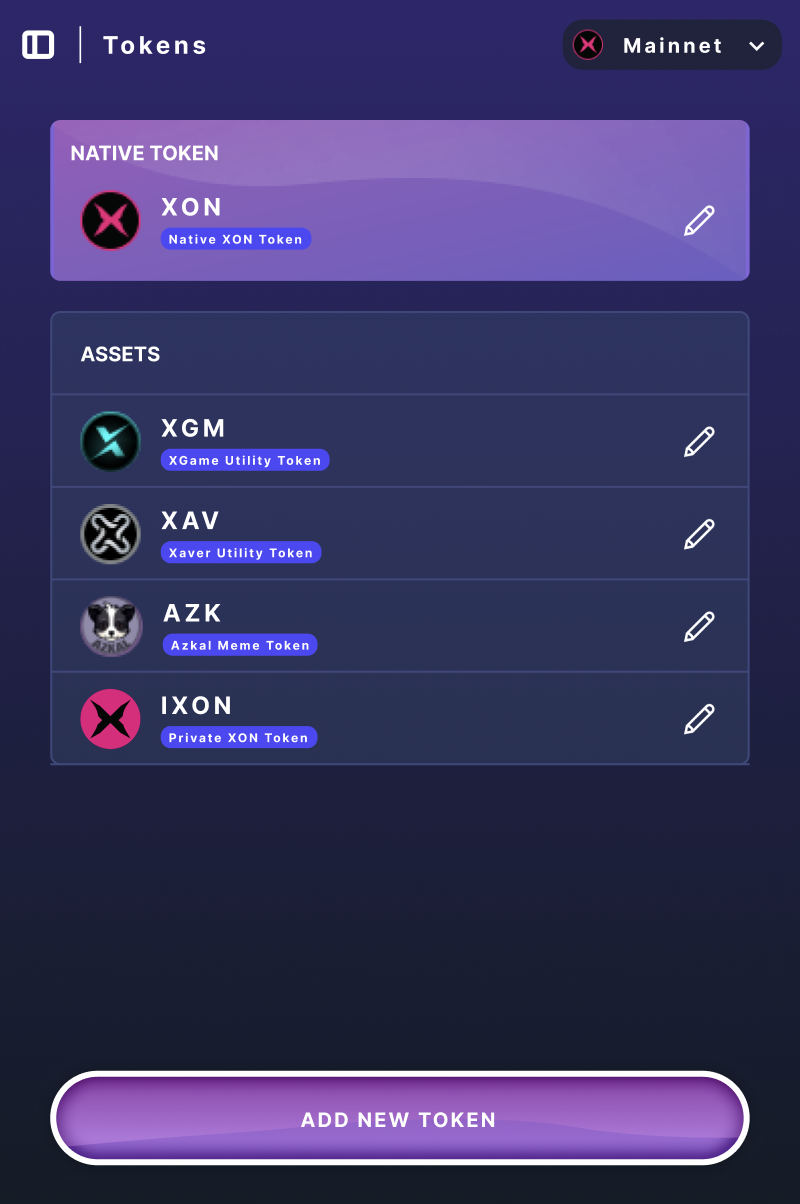 Tokens
Mainnet
NATIVE TOKEN
XON
Native XON Token
ASSETS
XGM
XGame Utility Token
XAV
Xaver Utility Token
AZK
Azkal Meme Token
AZKAL
IXON
Private XON Token
ADD NEW TOKEN